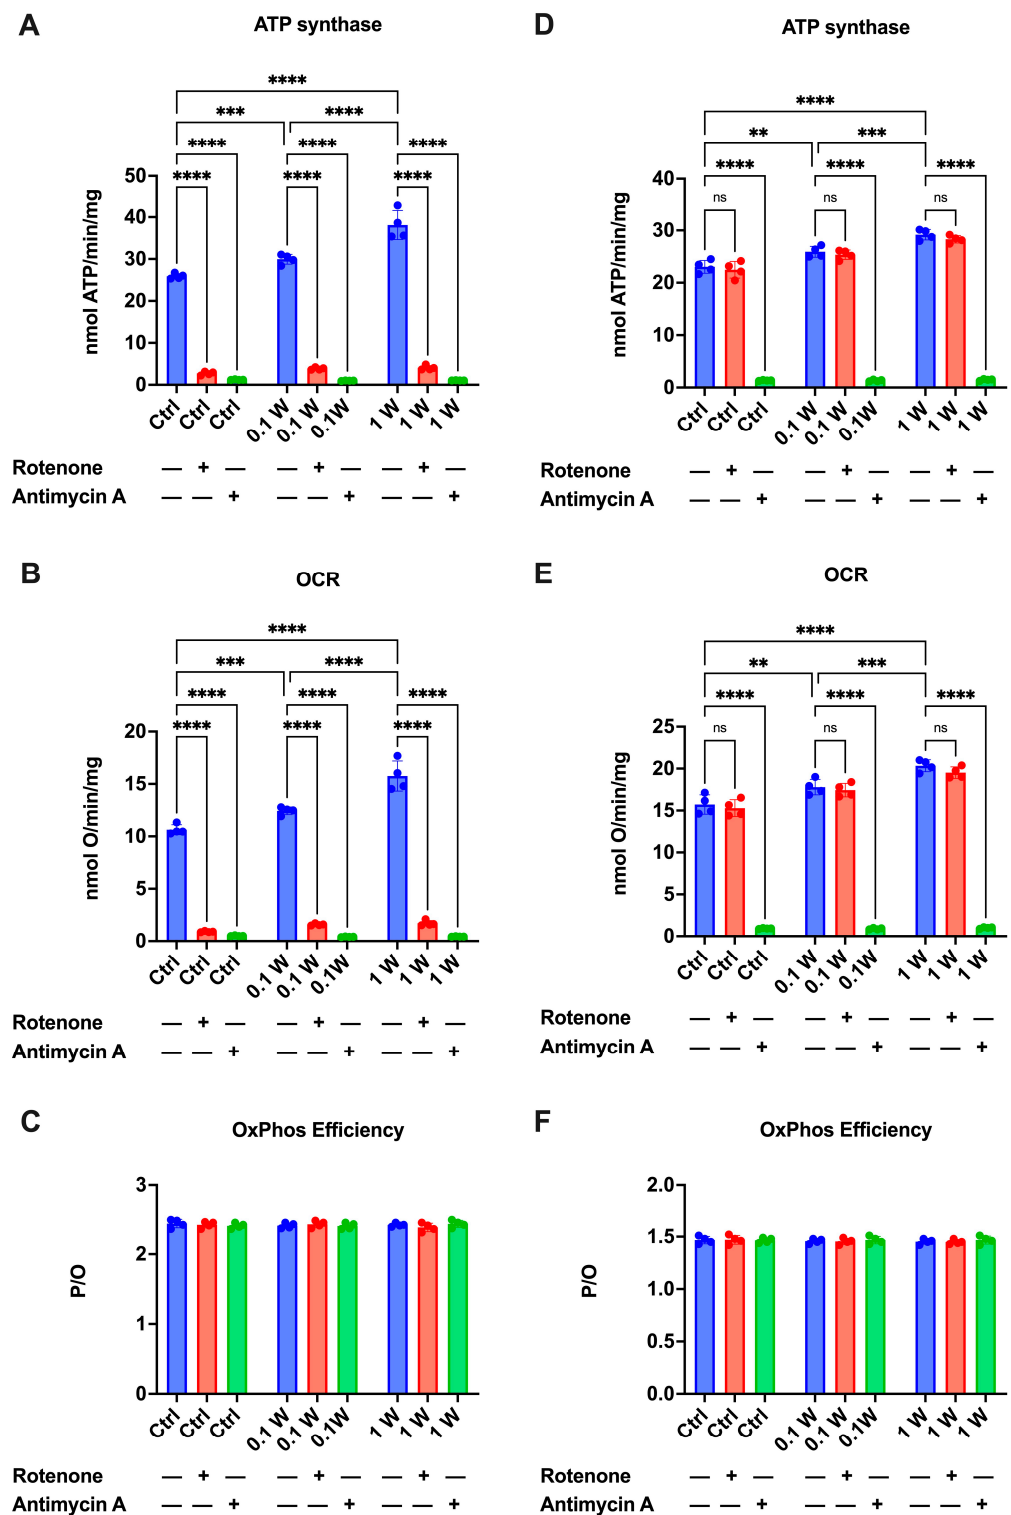 A
ATP synthase
****
*** ****
**** **** ****
**** **** ****
nmol ATP/min/mg
50
40
30
20
10
0
Ctrl Ctrl Ctrl 0.1 W 0.1 W 0.1W 1 W 1 W 1 W
Rotenone — + — — + — — + —
Antimycin A — — + — — + — — +
B
OCR
****
*** ****
**** **** ****
**** **** ****
nmol O/min/mg
20
15
10
5
0
Ctrl Ctrl Ctrl 0.1 W 0.1 W 0.1W 1 W 1 W 1 W
Rotenone — + — — + — — + —
Antimycin A — — + — — + — — +
C
OxPhos Efficiency
P/O
3
2
1
0
Ctrl Ctrl Ctrl 0.1 W 0.1 W 0.1W 1 W 1 W 1 W
Rotenone — + — — + — — + —
Antimycin A — — + — — + — — +
D
ATP synthase
****
** ***
**** **** ****
ns ns ns
nmol ATP/min/mg
40
30
20
10
0
Ctrl Ctrl Ctrl 0.1 W 0.1 W 0.1W 1 W 1 W 1 W
Rotenone — + — — + — — + —
Antimycin A — — + — — + — — +
E
OCR
****
** ***
**** **** ****
ns ns ns
nmol O/min/mg
25
20
15
10
5
0
Ctrl Ctrl Ctrl 0.1 W 0.1 W 0.1W 1 W 1 W 1 W
Rotenone — + — — + — — + —
Antimycin A — — + — — + — — +
F
OxPhos Efficiency
P/O
2.0
1.5
1.0
0.5
0.0
Ctrl Ctrl Ctrl 0.1 W 0.1 W 0.1W 1 W 1 W 1 W
Rotenone — + — — + — — + —
Antimycin A — — + — — + — — +